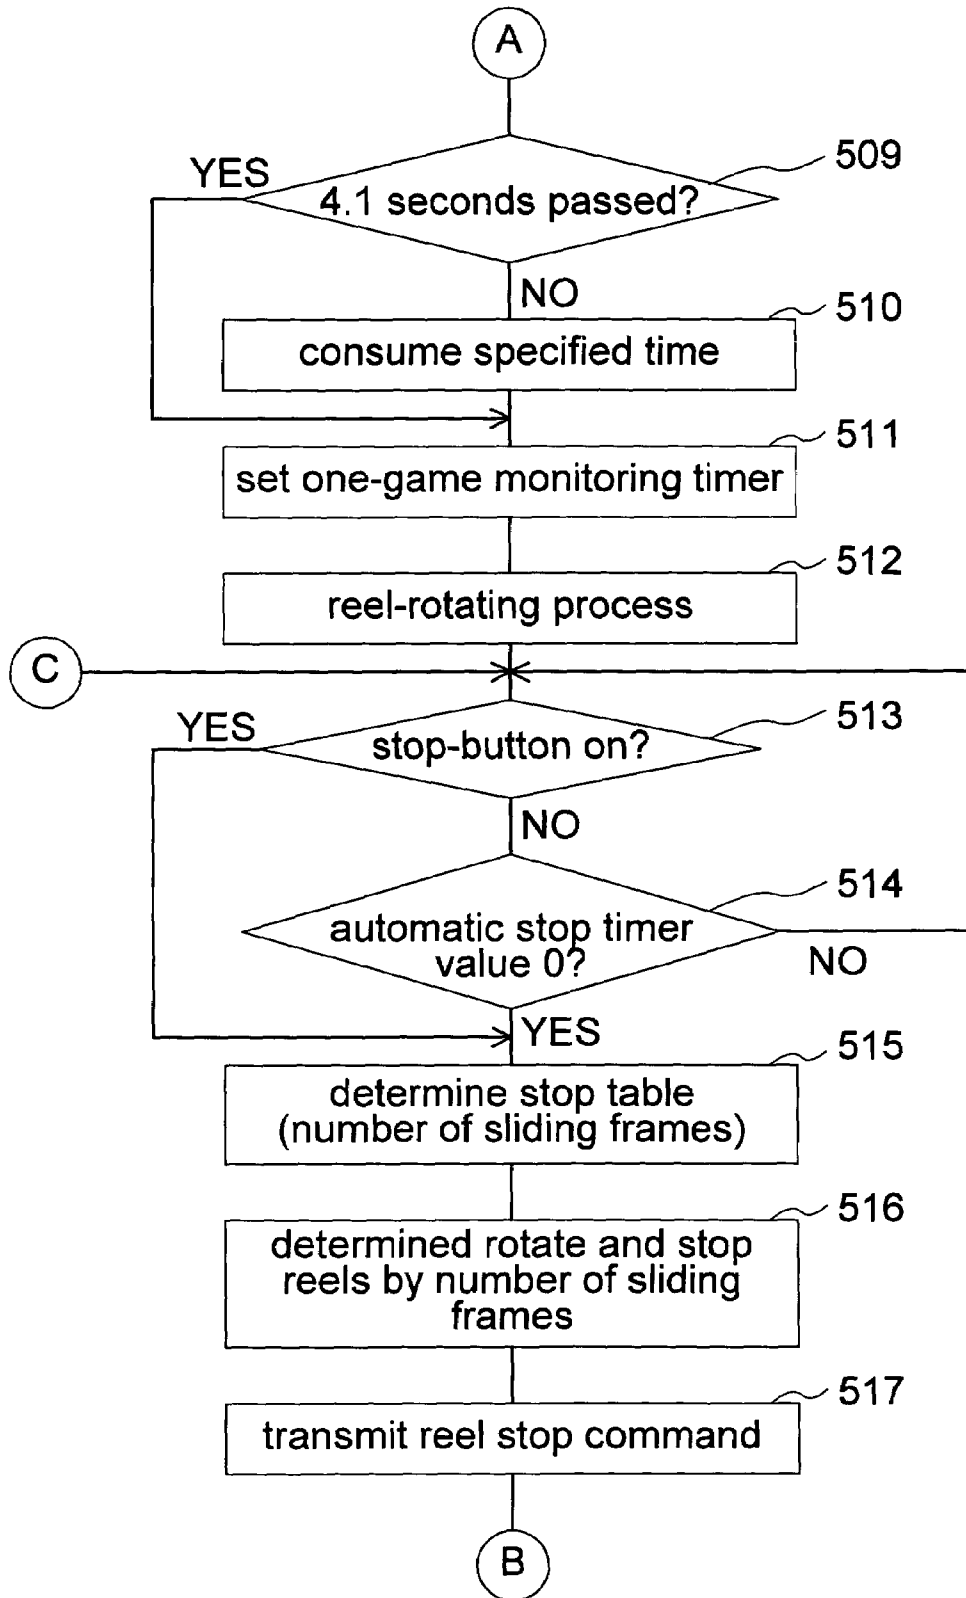 A
509
YES
4.1 seconds passed?
NO
510
consume specified time
511
set one-game monitoring timer
512
reel-rotating process
C
513
YES
stop-button on?
NO
514
automatic stop timer
value 0?
NO
YES
515
determine stop table
(number of sliding frames)
516
determined rotate and stop
reels by number of sliding
frames
517
transmit reel stop command
B